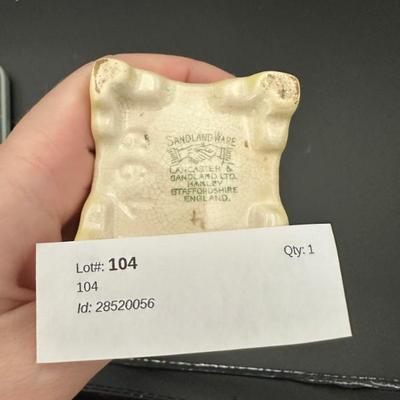 SANDLAND WARE
LANCASTER &
SANDLAND LTD.
HANLEY
STAFFORDSHIRE
ENGLAND.
Lot#: 104
Qty: 1
104
Id: 28520056